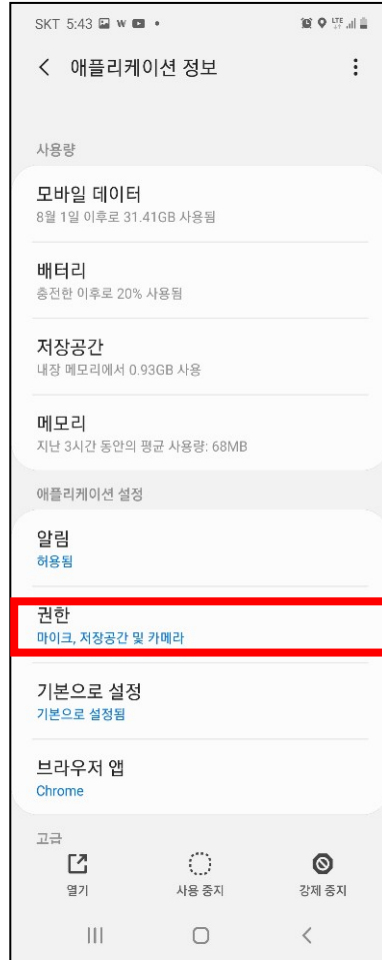 SKT 5:43 W
LTE
애플리케이션 정보
사용량
모바일 데이터
8월 1일 이후로 31.41GB 사용됨
배터리
충전한 이후로 20% 사용됨
저장공간
내장 메모리에서 0.93GB 사용
메모리
지난 3시간 동안의 평균 사용량: 68MB
애플리케이션 설정
알림
허용됨
권한
마이크, 저장공간 및 카메라
기본으로 설정
기본으로 설정됨
브라우저 앱
Chrome
고급
열기 사용 중지 강제 중지